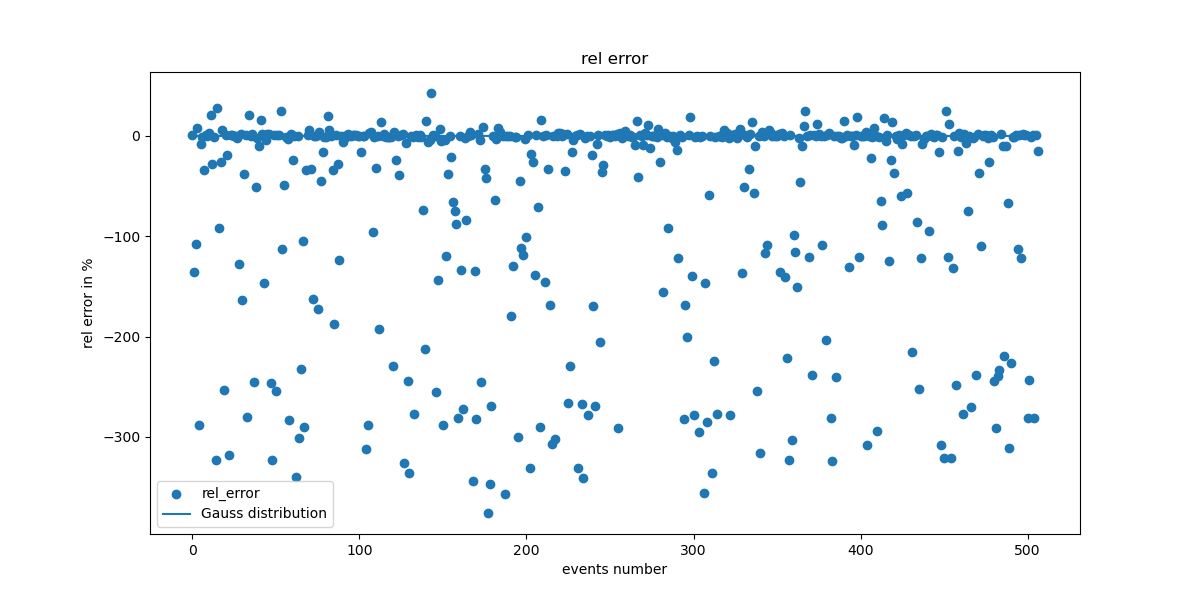 rel error
0
−100
−200
−300
rel error in %
rel_error
Gauss distribution
0 100 200 300 400 500
events number